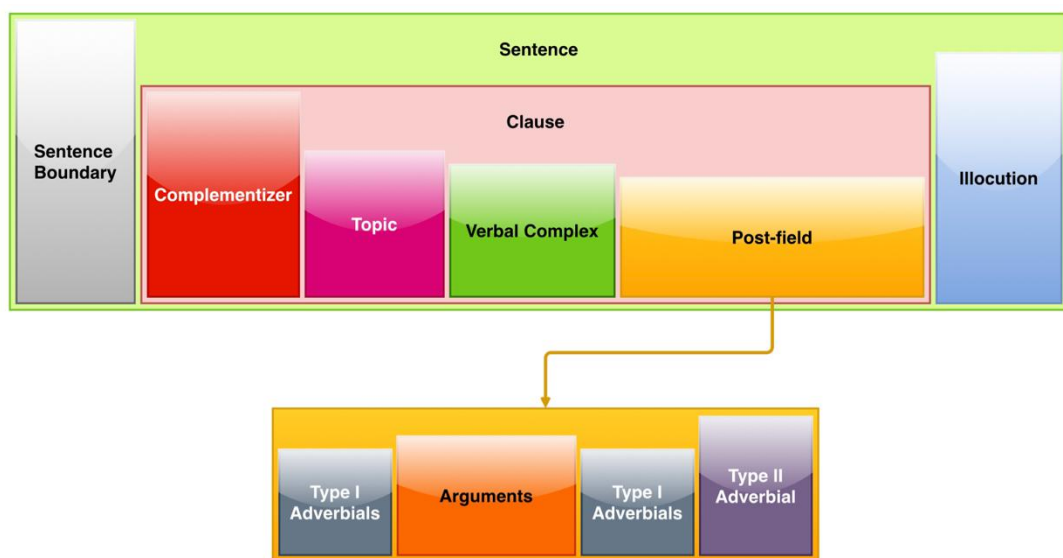 Sentence
Sentence
Boundary
Clause
Complementizer
Topic
Verbal Complex
Post-field
Illocution
Type I
Adverbials
Arguments
Type I
Adverbials
Type II
Adverbial